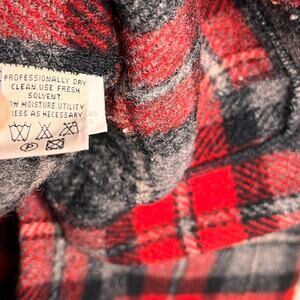 PROFESSIONALLY DRY
CLEAN.USE FRESH
SOLVENT.
MOISTURE.UTILITY
AS NECESSARY
P